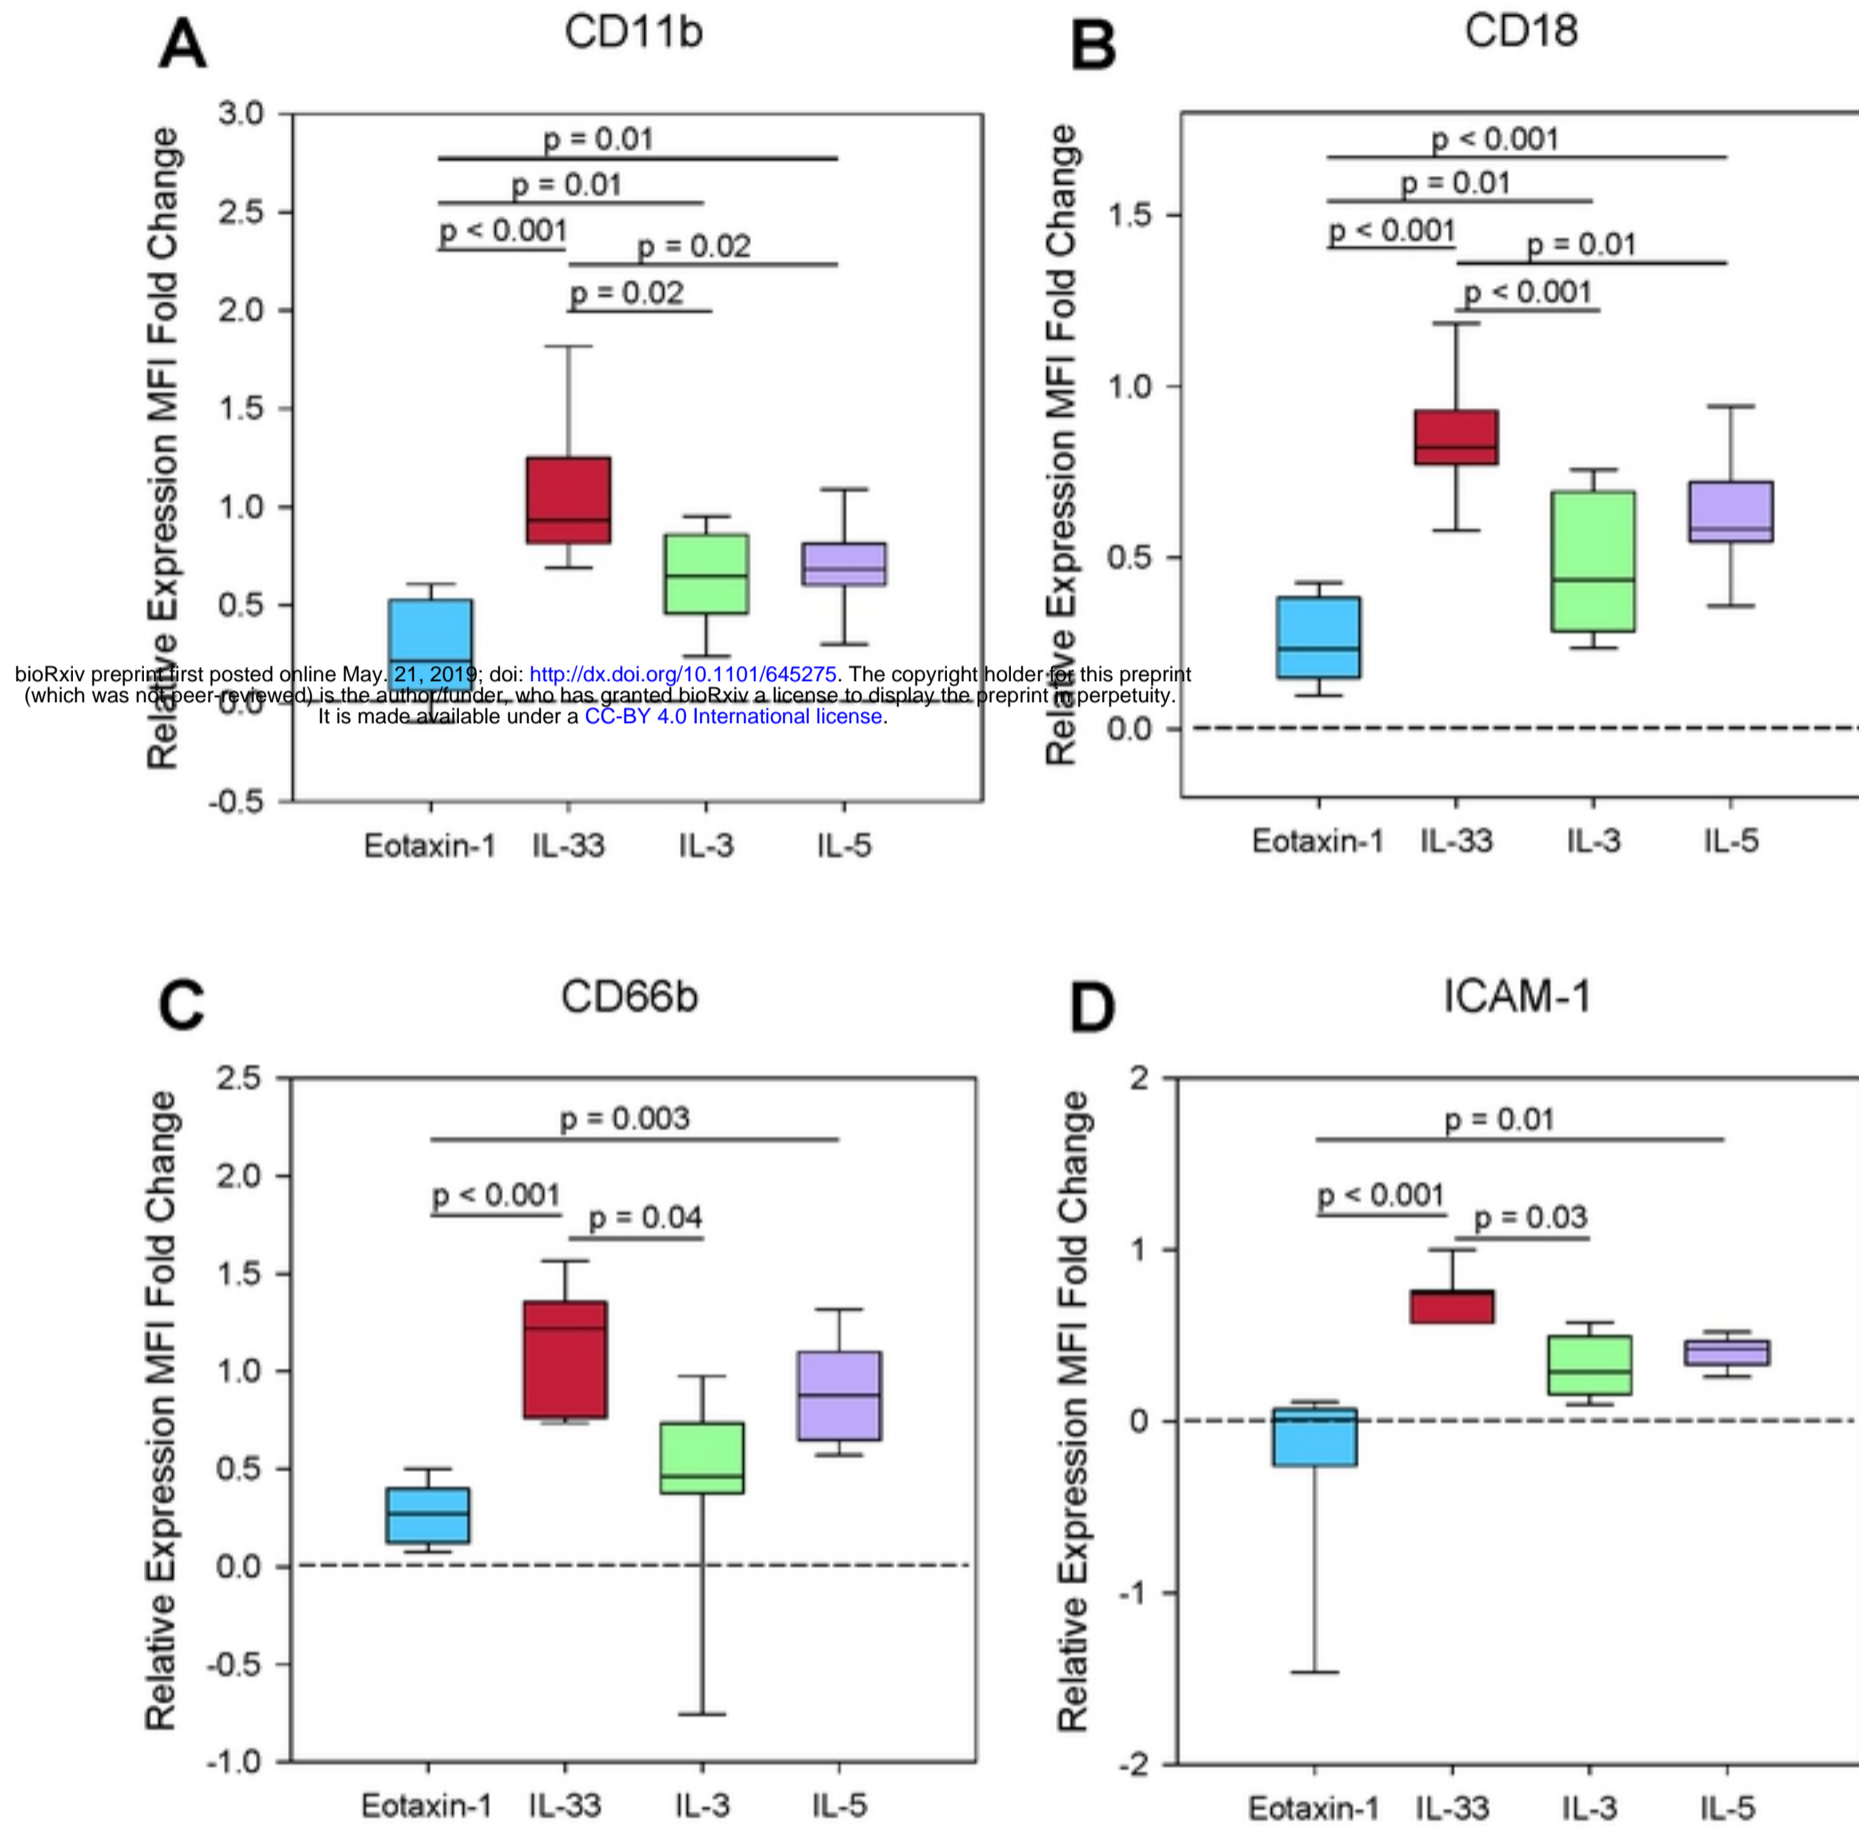 A
CD11b
Relative Expression MFI Fold Change
3.0
2.5
2.0
1.5
1.0
0.5
0.0
-0.5
p = 0.01
p = 0.01
p < 0.001
p = 0.02
p = 0.02
Eotaxin-1 IL-33 IL-3 IL-5
B
CD18
Relative Expression MFI Fold Change
1.5
1.0
0.5
0.0
p < 0.001
p = 0.01
p < 0.001
p = 0.01
p < 0.001
Eotaxin-1 IL-33 IL-3 IL-5
bioRxiv preprint first posted online May. 21, 2019; doi: http://dx.doi.org/10.1101/645275. The copyright holder for this preprint
(which was not peer-reviewed) is the author/funder, who has granted bioRxiv a license to display the preprint in perpetuity.
It is made available under a CC-BY 4.0 International license.
C
CD66b
Relative Expression MFI Fold Change
2.5
2.0
1.5
1.0
0.5
0.0
-0.5
-1.0
p = 0.003
p < 0.001
p = 0.04
Eotaxin-1 IL-33 IL-3 IL-5
D
ICAM-1
Relative Expression MFI Fold Change
2
1
0
-1
-2
p = 0.01
p < 0.001
p = 0.03
Eotaxin-1 IL-33 IL-3 IL-5